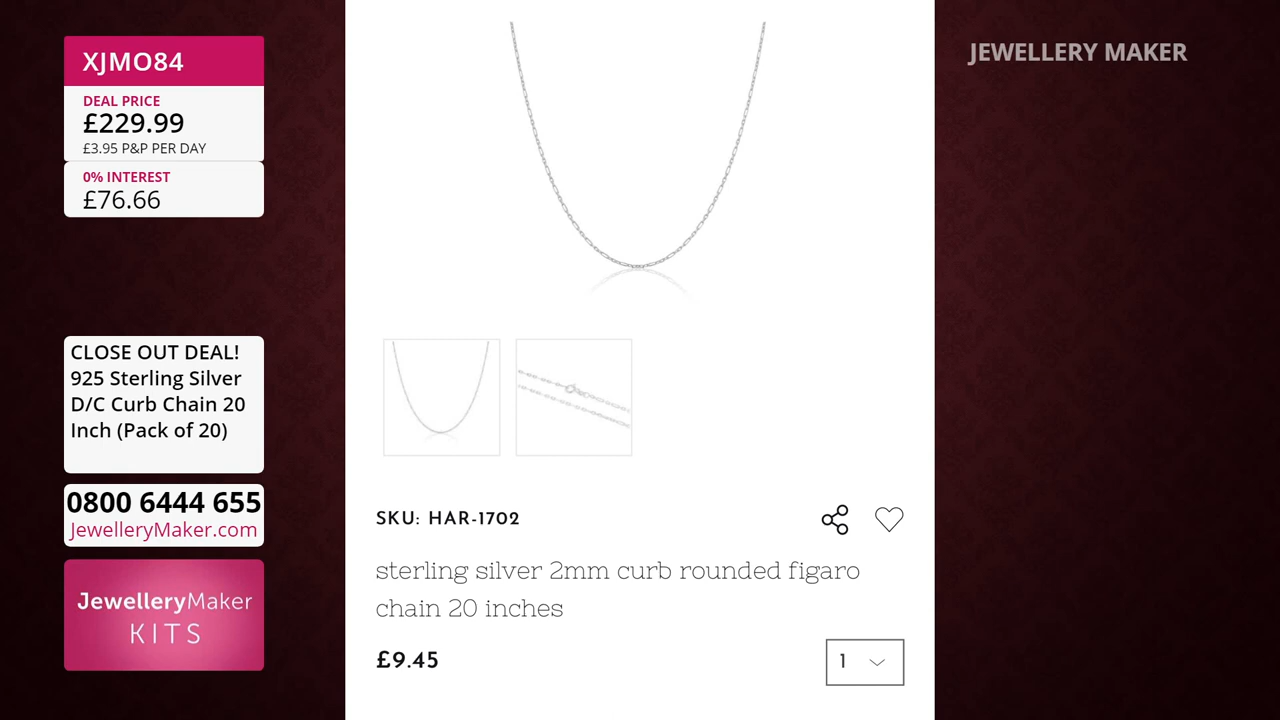 XJMO84
DEAL PRICE
£229.99
£3.95 P&P PER DAY
0% INTEREST
£76.66
CLOSE OUT DEAL!
925 Sterling Silver
D/C Curb Chain 20
Inch (Pack of 20)
0800 6444 655
JewelleryMaker.com
JewelleryMaker
KITS
SKU: HAR-1702
sterling silver 2mm curb rounded figaro
chain 20 inches
£9.45
1
JEWELLERY MAKER